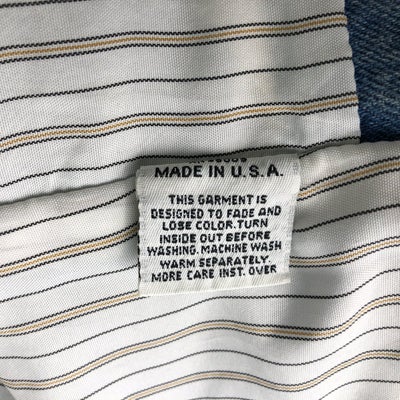 MADE IN U.S.A.
THIS GARMENT IS
DESIGNED TO FADE AND
LOSE COLOR. TURN
INSIDE OUT BEFORE
WASHING. MACHINE WASH
WARM SEPARATELY.
MORE CARE INST. OVER